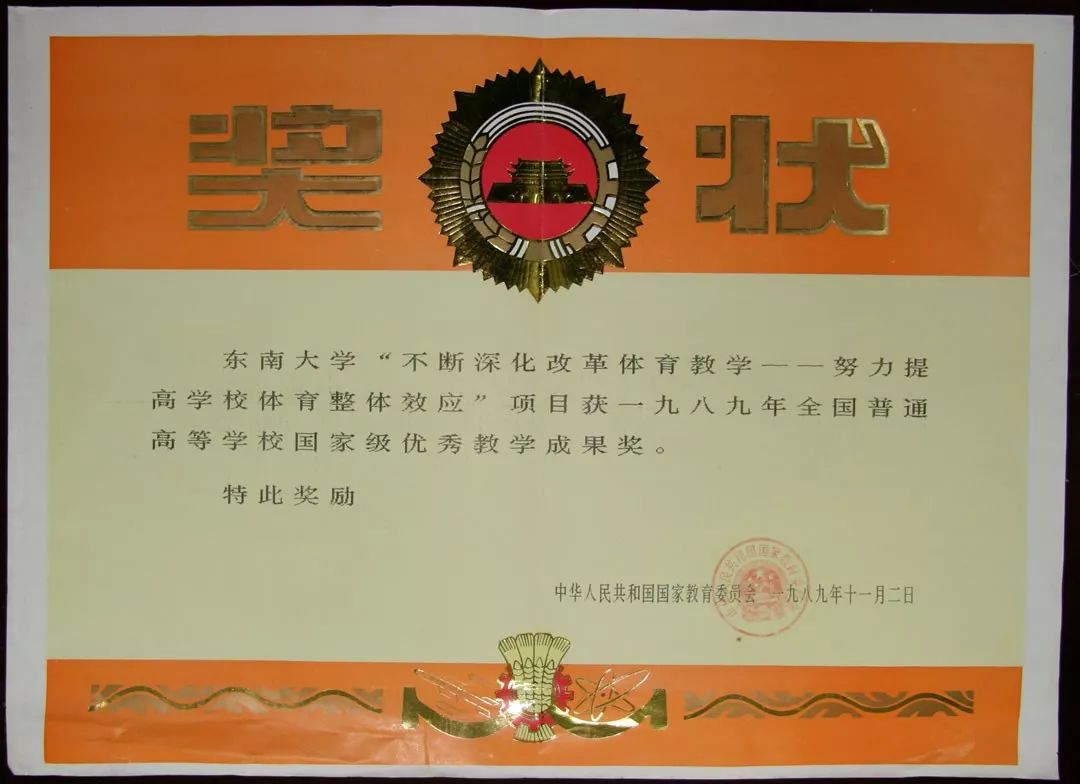 奖状
东南大学“不断深化改革体育教学——努力提
高学校体育整体效应”项目获一九八九年全国普通
高等学校国家级优秀教学成果奖。
特此奖励
中华人民共和国国家教育委员会 一九八九年十一月二日